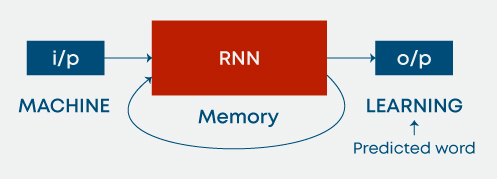 i/p
RNN
o/p
MACHINE
Memory
LEARNING
Predicted word